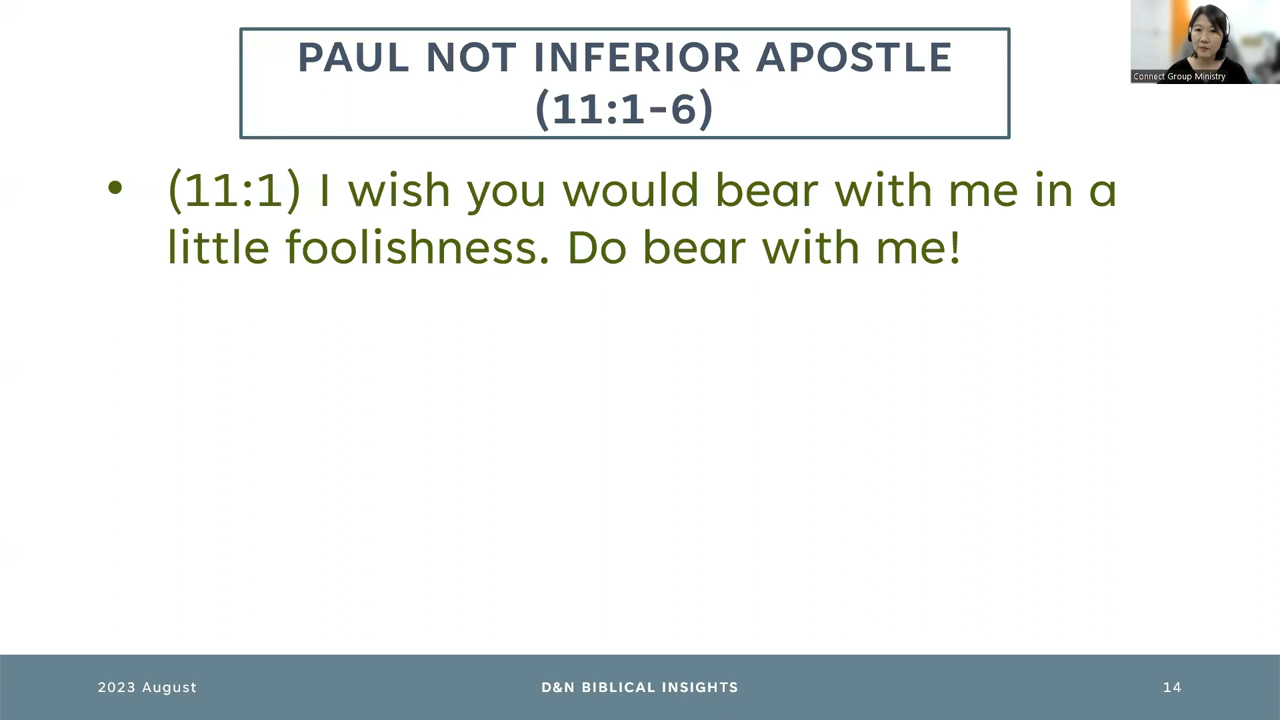 PAUL NOT INFERIOR APOSTLE
(11:1-6)
Connect Group Ministry
• (11:1) I wish you would bear with me in a
little foolishness. Do bear with me!
2023 August
D&N BIBLICAL INSIGHTS
14